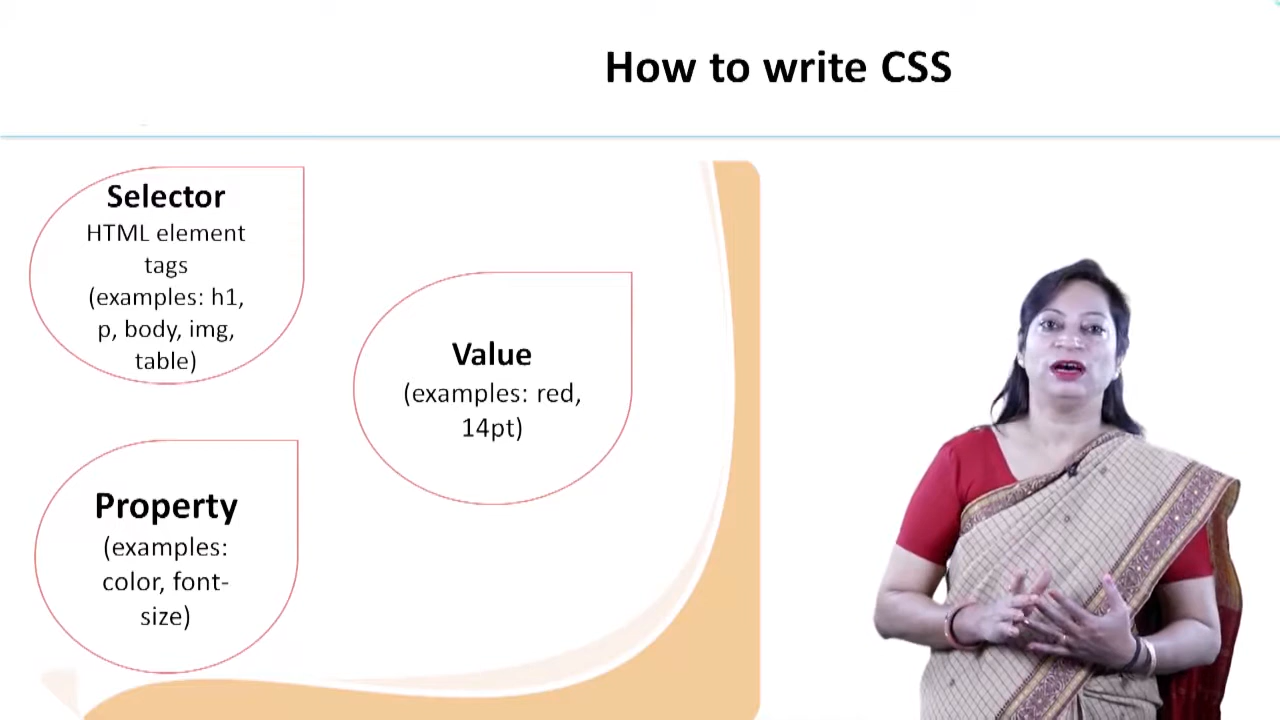 How to write CSS
Selector
HTML element
tags
(examples: h1,
p, body, img,
table)
Value
(examples: red,
14pt)
Property
(examples:
color, font-
size)